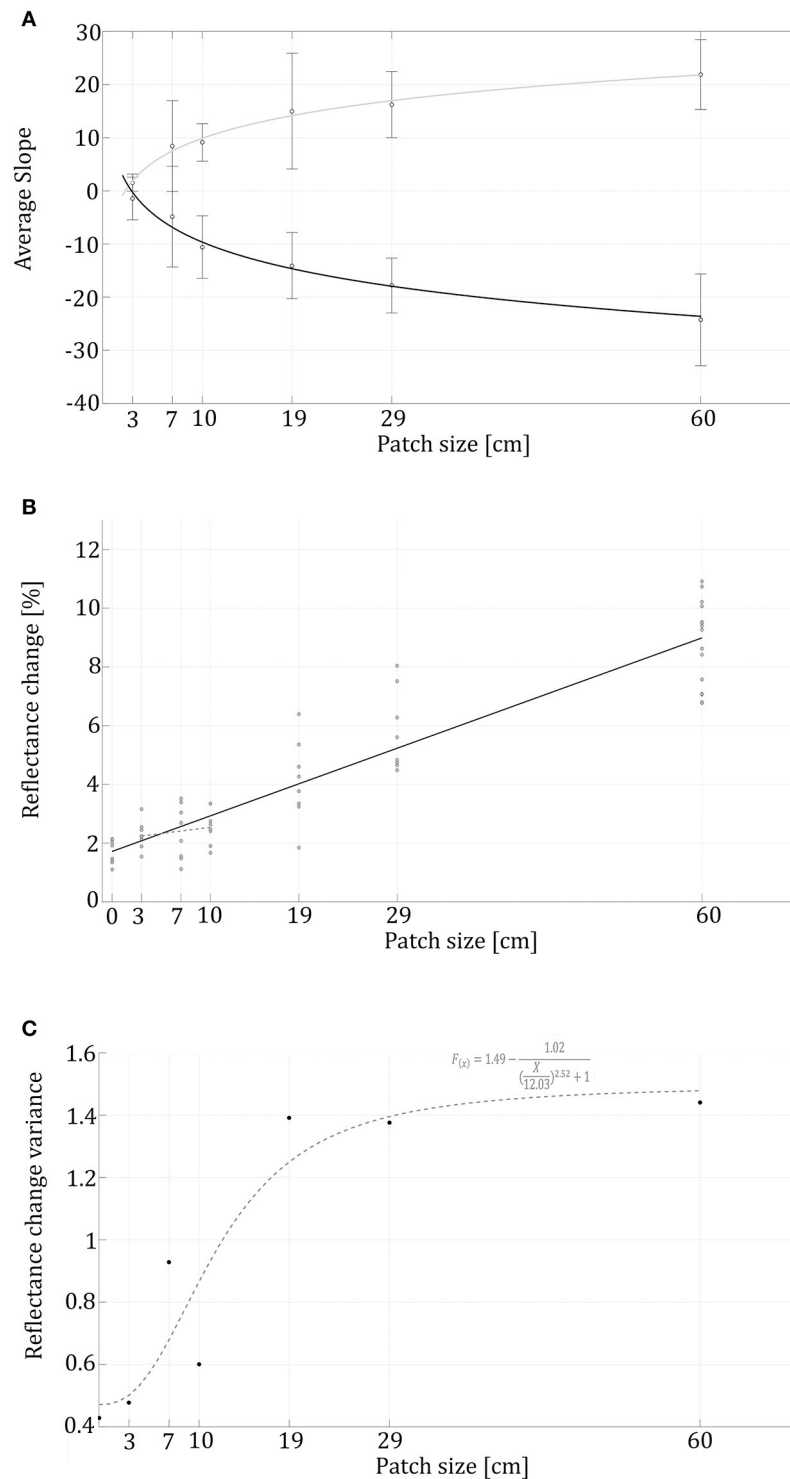 A
30
20
10
0
-10
-20
-30
-40
Average Slope
3 7 10 19 29 60
Patch size [cm]
B
12
10
8
6
4
2
0
Reflectance change [%]
0 3 7 10 19 29 60
Patch size [cm]
C
F(x) = 1.49 − 1.02 / ((X / 12.03)^2.52 + 1)
1.6
1.4
1.2
1
0.8
0.6
0.4
Reflectance change variance
3 7 10 19 29 60
Patch size [cm]